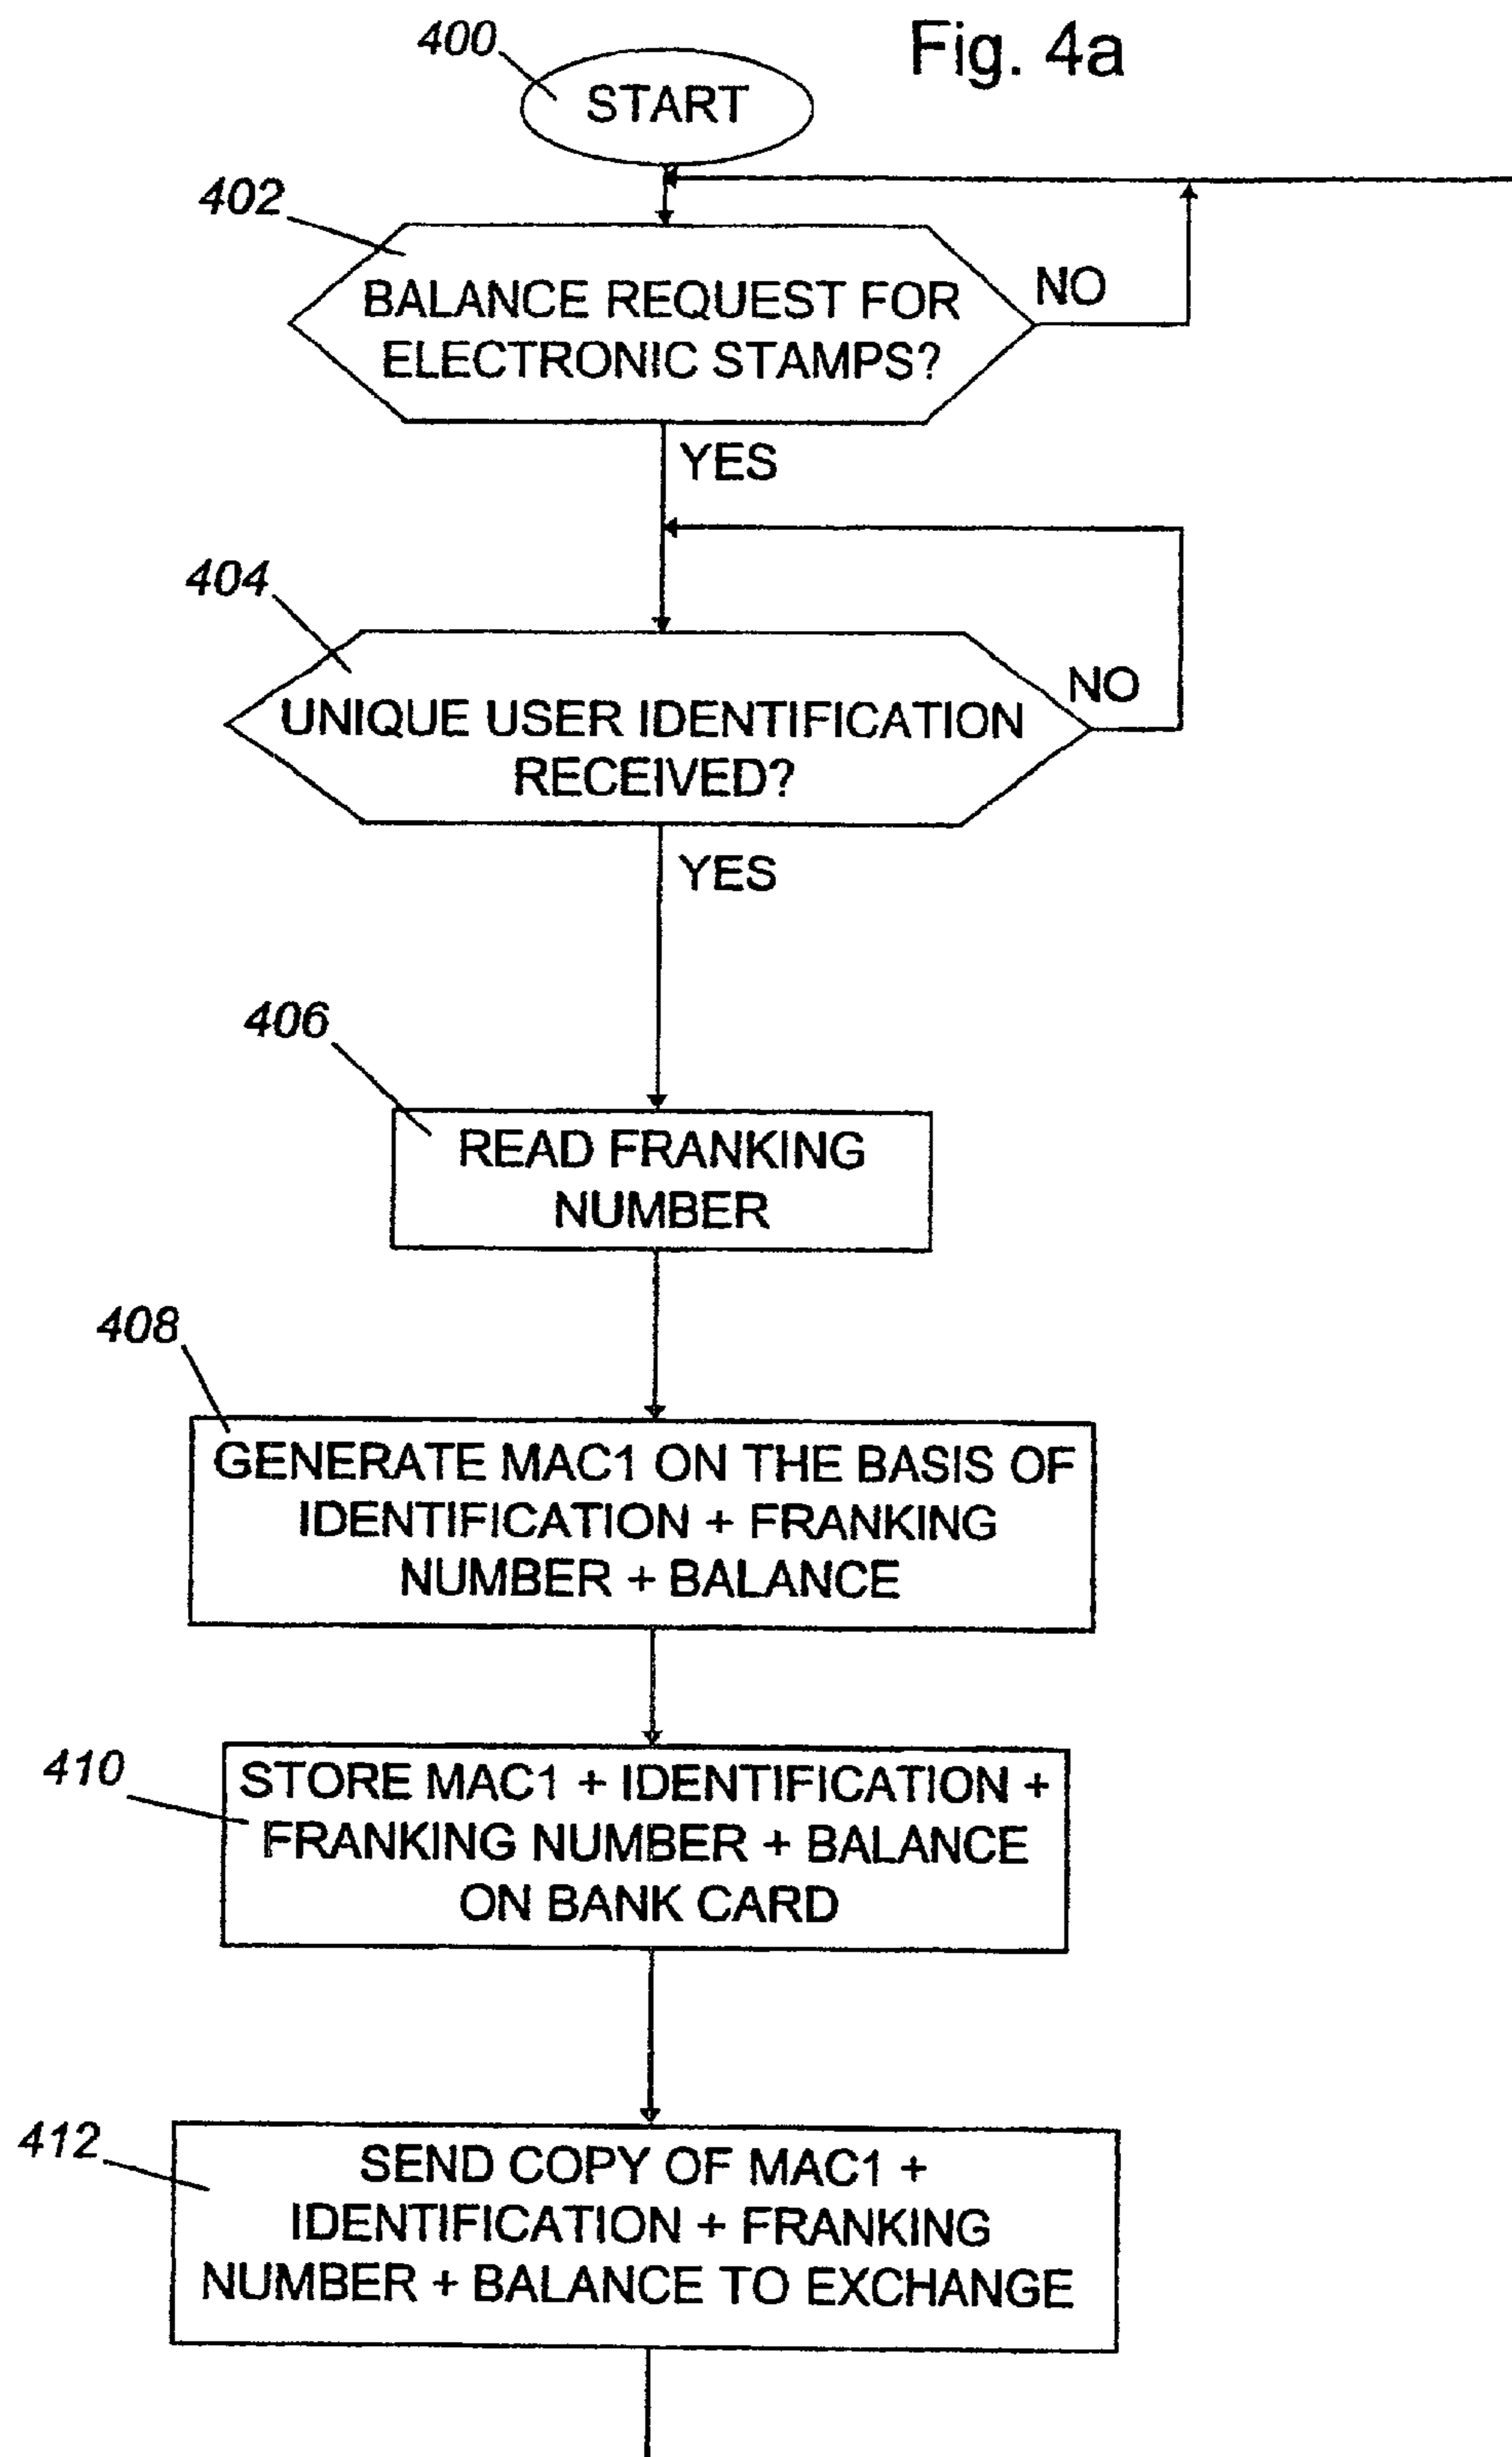 Fig. 4a
400
START
402
BALANCE REQUEST FOR
ELECTRONIC STAMPS?
NO
YES
404
UNIQUE USER IDENTIFICATION
RECEIVED?
NO
YES
406
READ FRANKING
NUMBER
408
GENERATE MAC1 ON THE BASIS OF
IDENTIFICATION + FRANKING
NUMBER + BALANCE
410
STORE MAC1 + IDENTIFICATION +
FRANKING NUMBER + BALANCE
ON BANK CARD
412
SEND COPY OF MAC1 +
IDENTIFICATION + FRANKING
NUMBER + BALANCE TO EXCHANGE